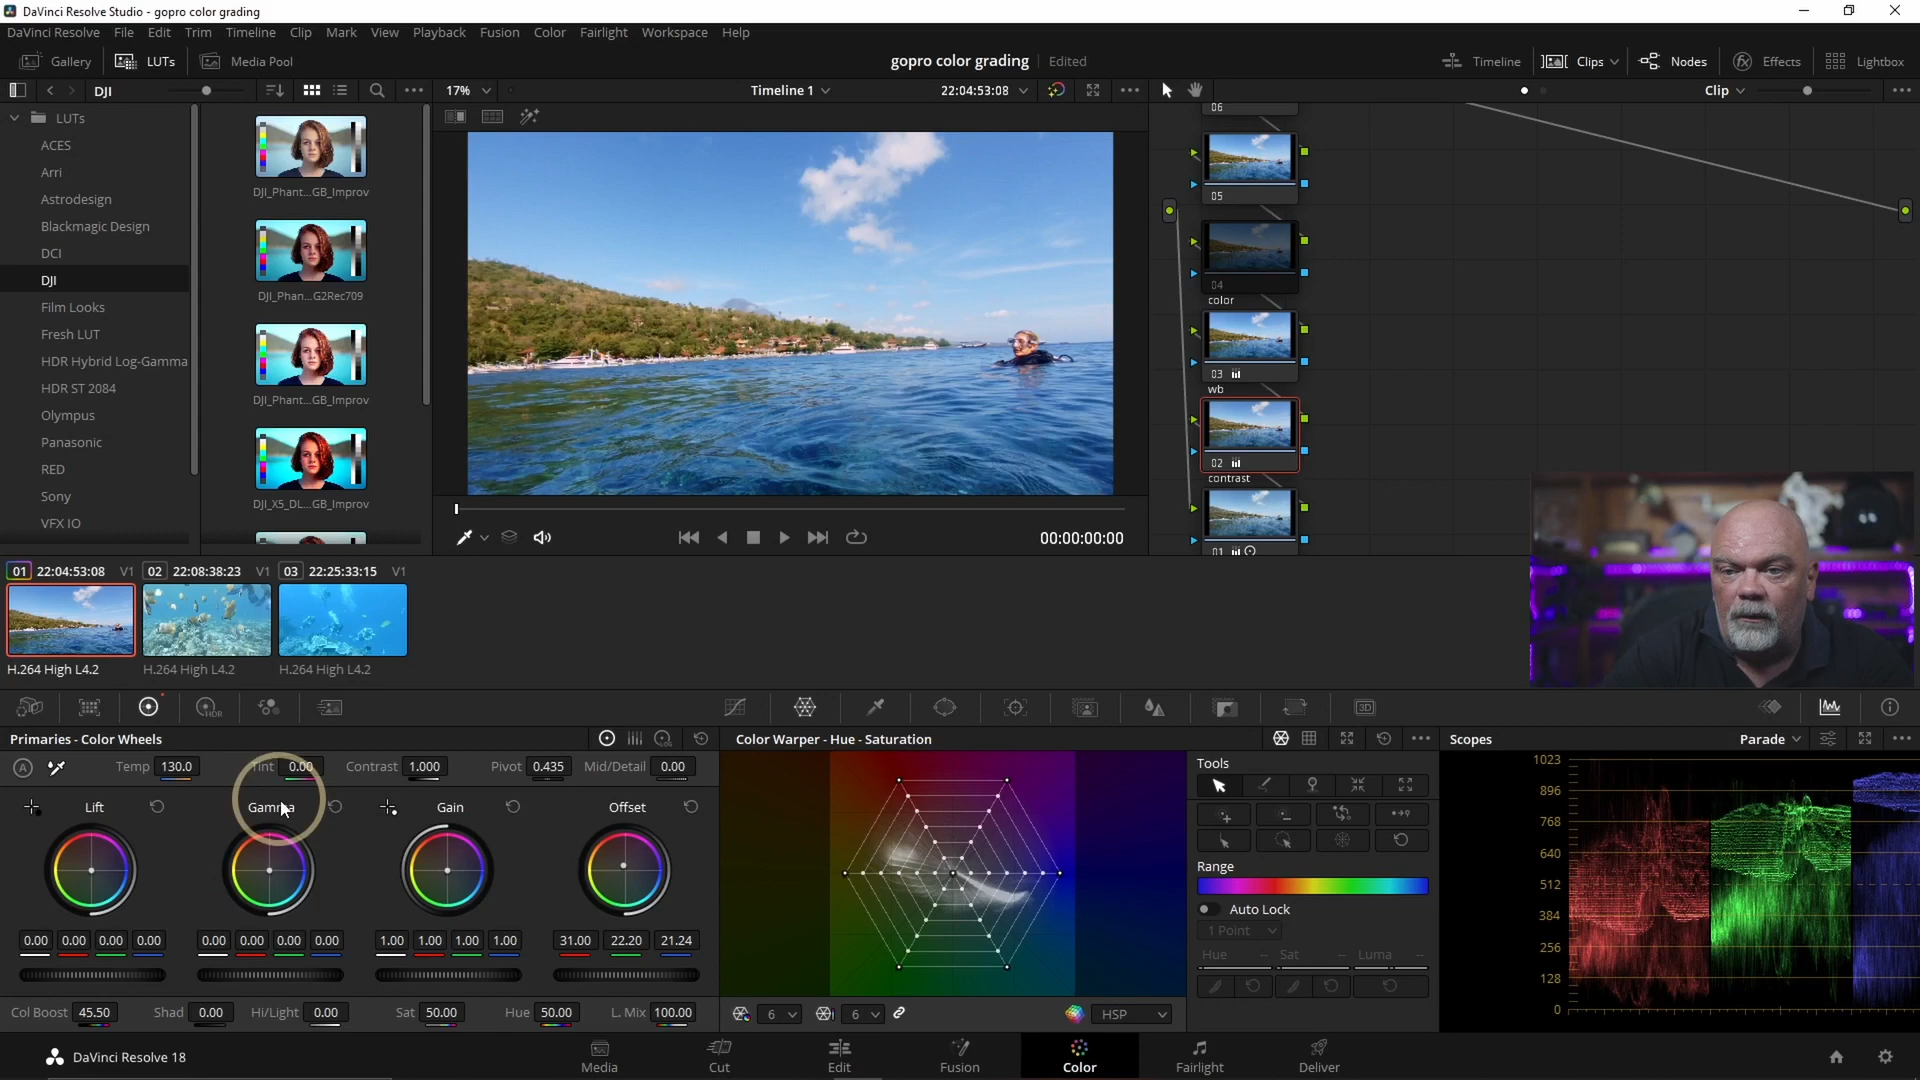 DaVinci Resolve Studio - gopro color grading
DaVinci Resolve File Edit Trim Timeline Clip Mark View Playback Fusion Color Fairlight Workspace Help
Gallery LUTs Media Pool gopro color grading Edited Timeline Clips Nodes Effects Lightbox
DJI 17% Timeline 1 22:04:53:08 Clip
LUTs
ACES
Arri
Astrodesign
Blackmagic Design
DCI
DJI
Film Looks
Fresh LUT
HDR Hybrid Log-Gamma
HDR ST 2084
Olympus
Panasonic
RED
Sony
VFX IO
DJI_Phant...GB_Improv
DJI_Phan...G2Rec709
DJI_Phant...GB_Improv
DJI_X5_DL...GB_Improv
00:00:00:00
06
05
04
color
03
wb
02
contrast
01
01 22:04:53:08 V1 02 22:08:38:23 V1 03 22:25:33:15 V1
H.264 High L4.2 H.264 High L4.2 H.264 High L4.2
HDR 3D
Primaries - Color Wheels
A Temp 130.0 Tint 0.00 Contrast 1.000 Pivot 0.435 Mid/Detail 0.00
Lift Gamma Gain Offset
0.00 0.00 0.00 0.00 0.00 0.00 0.00 0.00 1.00 1.00 1.00 1.00 31.00 22.20 21.24
Col Boost 45.50 Shad 0.00 Hi/Light 0.00 Sat 50.00 Hue 50.00 L. Mix 100.00
Color Warper - Hue - Saturation
6 6 HSP
Tools
Range
Auto Lock
1 Point
Hue -- Sat -- Luma --
Scopes Parade
1023
896
768
640
512
384
256
128
0
DaVinci Resolve 18
Media Cut Edit Fusion Color Fairlight Deliver